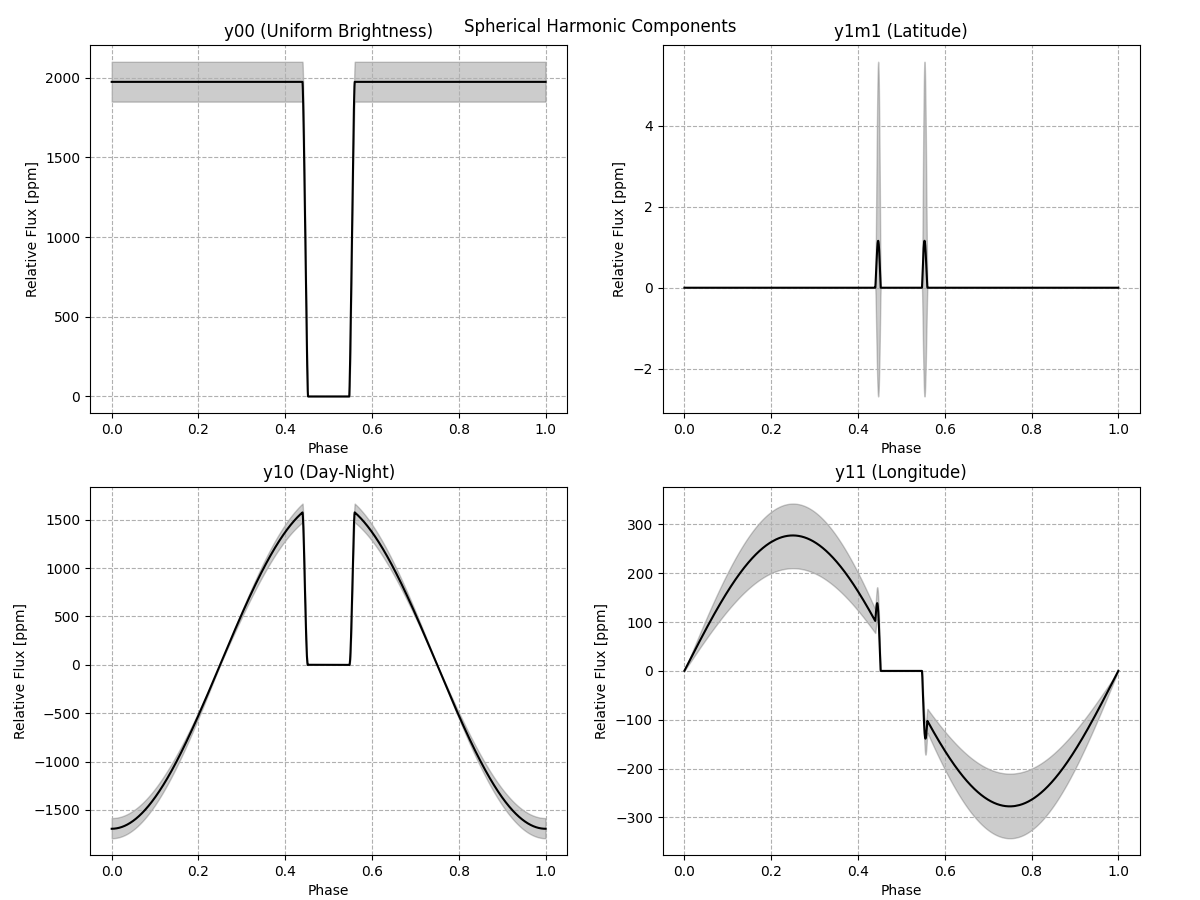 Spherical Harmonic Components
y00 (Uniform Brightness)
Relative Flux [ppm]
2000
1500
1000
500
0
0.0 0.2 0.4 0.6 0.8 1.0
Phase
y1m1 (Latitude)
Relative Flux [ppm]
4
2
0
−2
0.0 0.2 0.4 0.6 0.8 1.0
Phase
y10 (Day-Night)
Relative Flux [ppm]
1500
1000
500
0
−500
−1000
−1500
0.0 0.2 0.4 0.6 0.8 1.0
Phase
y11 (Longitude)
Relative Flux [ppm]
300
200
100
0
−100
−200
−300
0.0 0.2 0.4 0.6 0.8 1.0
Phase